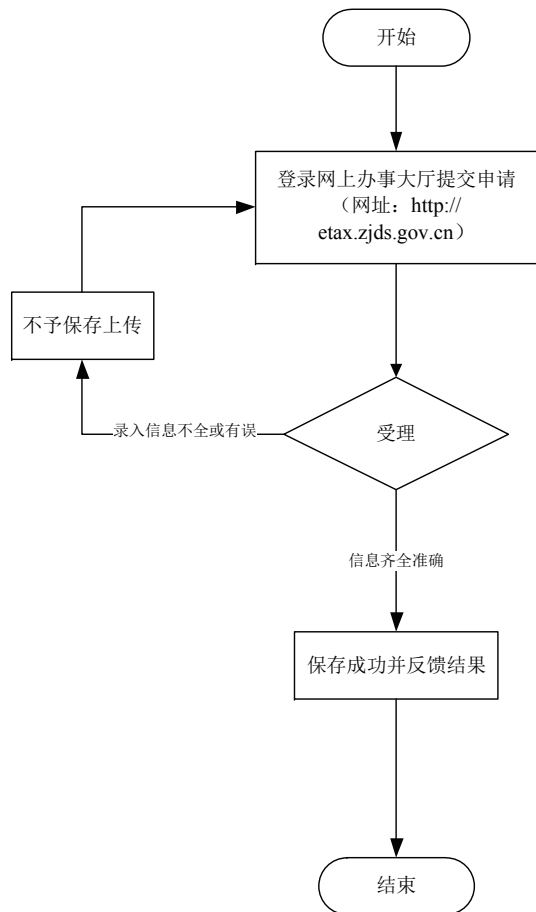 开始
登录网上办事大厅提交申请
（网址：http://
etax.zjds.gov.cn）
不予保存上传
录入信息不全或有误
受理
信息齐全准确
保存成功并反馈结果
结束